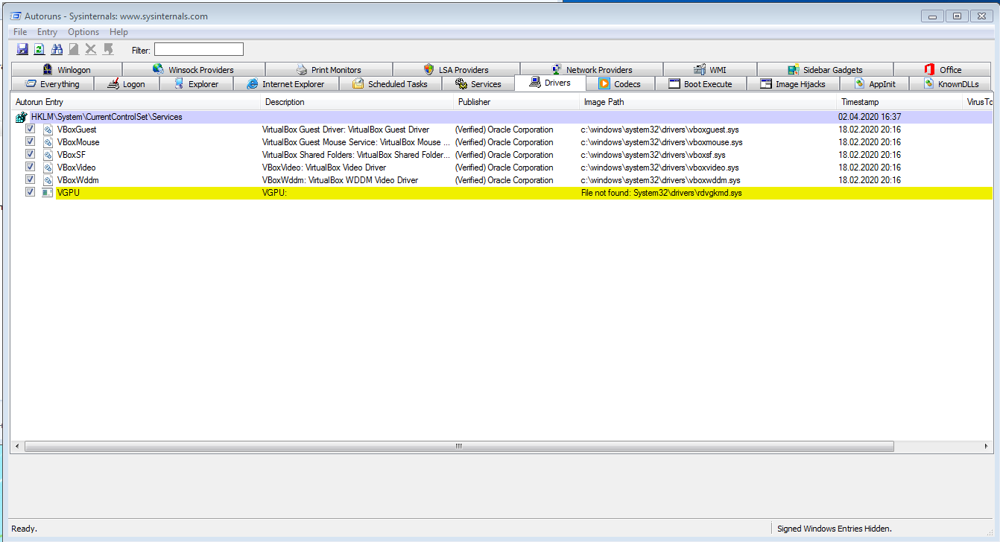 Autoruns - Sysinternals: www.sysinternals.com
File Entry Options Help
Filter:
Winlogon Winsock Providers Print Monitors LSA Providers Network Providers WMI Sidebar Gadgets Office
Everything Logon Explorer Internet Explorer Scheduled Tasks Services Drivers Codecs Boot Execute Image Hijacks AppInit KnownDLLs
Autorun Entry Description Publisher Image Path Timestamp VirusTo
HKLM\System\CurrentControlSet\Services 02.04.2020 16:37
VBoxGuest VirtualBox Guest Driver: VirtualBox Guest Driver (Verified) Oracle Corporation c:\windows\system32\drivers\vboxguest.sys 18.02.2020 20:16
VBoxMouse VirtualBox Guest Mouse Service: VirtualBox Mouse ... (Verified) Oracle Corporation c:\windows\system32\drivers\vboxmouse.sys 18.02.2020 20:16
VBoxSF VirtualBox Shared Folders: VirtualBox Shared Folder... (Verified) Oracle Corporation c:\windows\system32\drivers\vboxsf.sys 18.02.2020 20:16
VBoxVideo VBoxVideo: VirtualBox Video Driver (Verified) Oracle Corporation c:\windows\system32\drivers\vboxvideo.sys 18.02.2020 20:16
VBoxWddm VBoxWddm: VirtualBox WDDM Video Driver (Verified) Oracle Corporation c:\windows\system32\drivers\vboxwddm.sys 18.02.2020 20:16
VGPU VGPU: File not found: System32\drivers\rdvgkmd.sys
Ready. Signed Windows Entries Hidden.